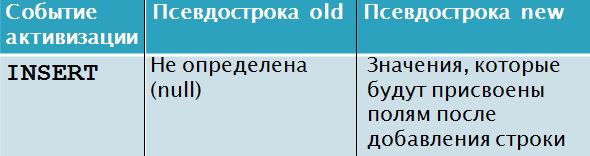 Событие активизации
Псевдострока old
Псевдострока new
INSERT
Не определена
(null)
Значения, которые
будут присвоены
полям после
добавления строки